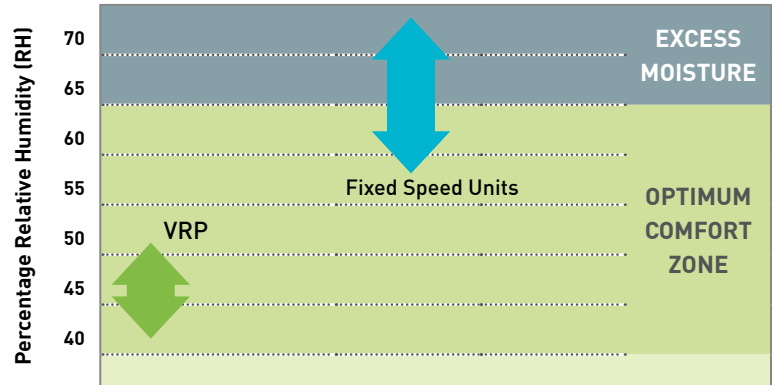 Percentage Relative Humidity (RH)
70
65
60
55
50
45
40
EXCESS
MOISTURE
Fixed Speed Units
VRP
OPTIMUM
COMFORT
ZONE